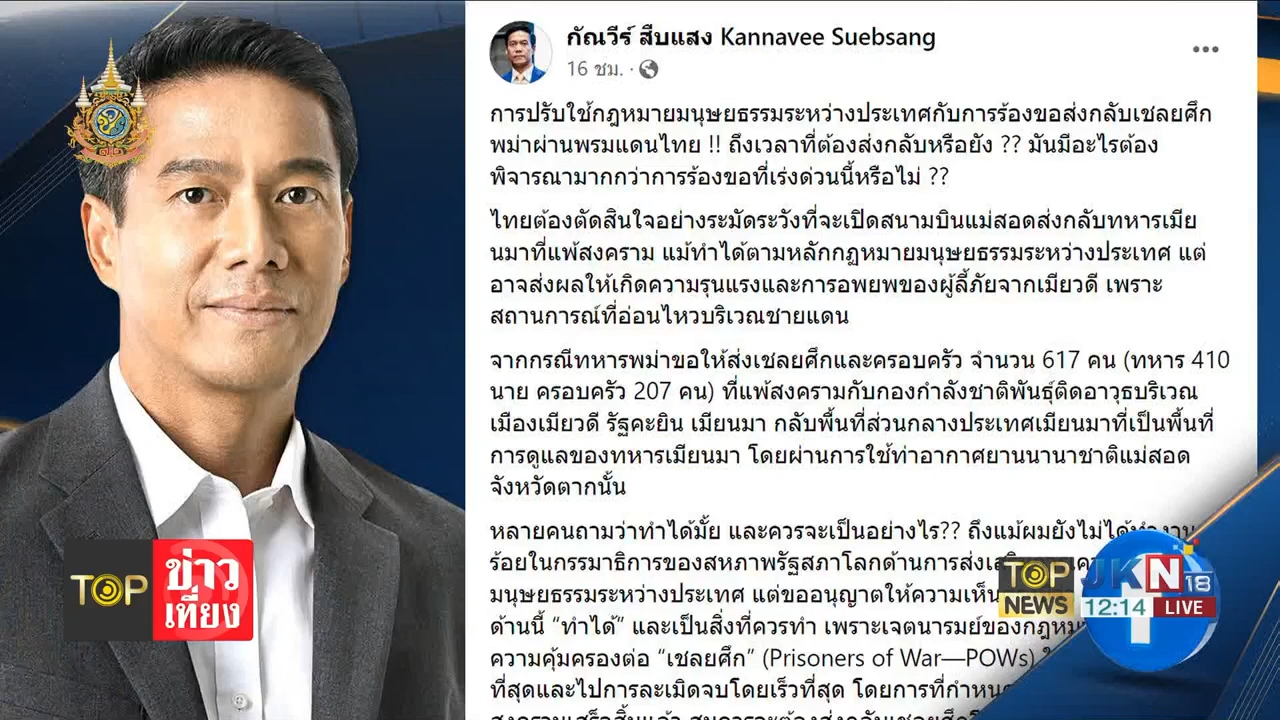 กัณวีร์ สืบแสง Kannavee Suebsang
16 ชม.
การปรับใช้กฎหมายมนุษยธรรมระหว่างประเทศกับการร้องขอส่งกลับเชลยศึก
พม่าผ่านพรมแดนไทย !! ถึงเวลาที่ต้องส่งกลับหรือยัง ?? มันมีอะไรต้อง
พิจารณามากกว่าการร้องขอที่เร่งด่วนนี้หรือไม่ ??
ไทยต้องตัดสินใจอย่างระมัดระวังที่จะเปิดสนามบินแม่สอดส่งกลับทหารเมีย
นมาที่แพ้สงคราม แม้ทำได้ตามหลักกฏหมายมนุษยธรรมระหว่างประเทศ แต่
อาจส่งผลให้เกิดความรุนแรงและการอพยพของผู้ลี้ภัยจากเมียวดี เพราะ
สถานการณ์ที่อ่อนไหวบริเวณชายแดน
จากกรณีทหารพม่าขอให้ส่งเชลยศึกและครอบครัว จำนวน 617 คน (ทหาร 410
นาย ครอบครัว 207 คน) ที่แพ้สงครามกับกองกำลังชาติพันธุ์ติดอาวุธบริเวณ
เมืองเมียวดี รัฐคะยิน เมียนมา กลับพื้นที่ส่วนกลางประเทศเมียนมาที่เป็นพื้นที่
การดูแลของทหารเมียนมา โดยผ่านการใช้ท่าอากาศยานนานาชาติแม่สอด
จังหวัดตากนั้น
หลายคนถามว่าทำได้มั้ย และควรจะเป็นอย่างไร?? ถึงแม้ผมยังไม่ได้ทำงาน
ร้อยในกรรมาธิการของสหภาพรัฐสภาโลกด้านการส่งเสริม
มนุษยธรรมระหว่างประเทศ แต่ขออนุญาตให้ความเห็น
ด้านนี้ “ทำได้” และเป็นสิ่งที่ควรทำ เพราะเจตนารมย์ของกฎหมา
ความคุ้มครองต่อ “เชลยศึก” (Prisoners of War—POWs)
ที่สุดและไปการละเมิดจบโดยเร็วที่สุด โดยการที่กำหนด
TOP ข่าว
เที่ยง
TOP NEWS
JKN 18
12:14 LIVE